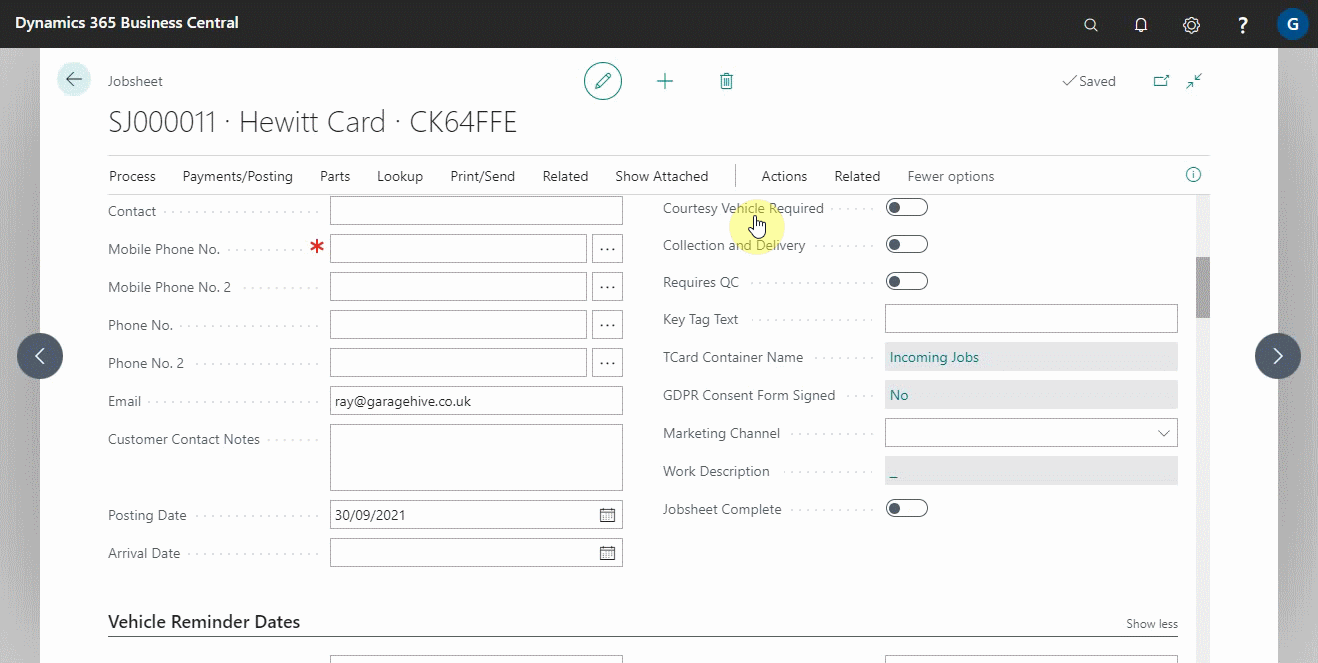 Dynamics 365 Business Central
?
G
Jobsheet
Saved
SJ000011 · Hewitt Card · CK64FFE
Process Payments/Posting Parts Lookup Print/Send Related Show Attached Actions Related Fewer options
Contact
Mobile Phone No. *
Mobile Phone No. 2
Phone No.
Phone No. 2
Email ray@garagehive.co.uk
Customer Contact Notes
Posting Date 30/09/2021
Arrival Date
Courtesy Vehicle Required
Collection and Delivery
Requires QC
Key Tag Text
TCard Container Name Incoming Jobs
GDPR Consent Form Signed No
Marketing Channel
Work Description _
Jobsheet Complete
Vehicle Reminder Dates
Show less